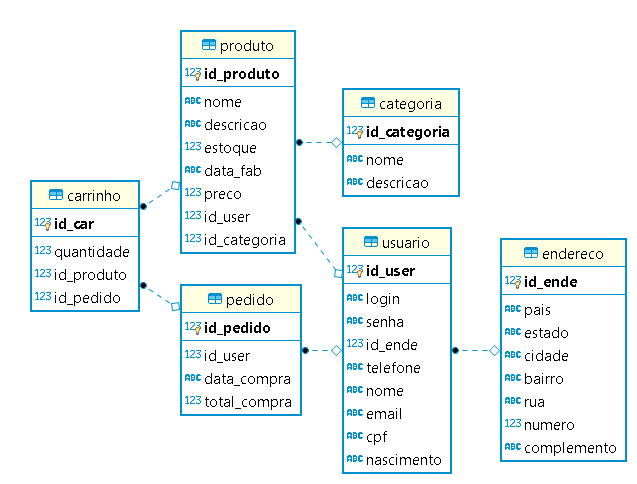 produto
123 id_produto
ABC nome
ABC descricao
123 estoque
ABC data_fab
123 preco
123 id_user
123 id_categoria
categoria
123 id_categoria
ABC nome
ABC descricao
carrinho
123 id_car
123 quantidade
123 id_produto
123 id_pedido
pedido
123 id_pedido
123 id_user
ABC data_compra
123 total_compra
usuario
123 id_user
ABC login
ABC senha
123 id_ende
ABC telefone
ABC nome
ABC email
ABC cpf
ABC nascimento
endereco
123 id_ende
ABC pais
ABC estado
ABC cidade
ABC bairro
ABC rua
123 numero
ABC complemento